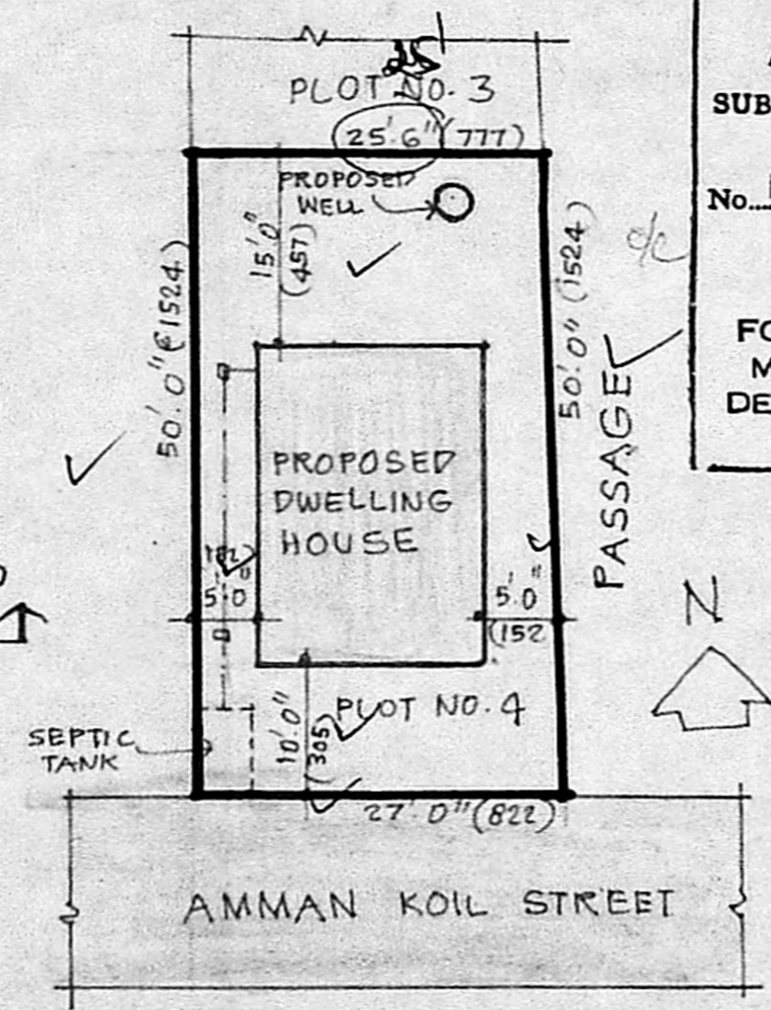 PLOT NO. 3
25'.6" (777)
PROPOSED
WELL
15'.0"
(457)
50'.0" (1524)
50'.0" (1524)
PASSAGE
PROPOSED
DWELLING
HOUSE
5'.0"
5'.0"
(152
N
PLOT NO. 4
10'.0"
(305)
SEPTIC
TANK
27'.0" (822)
AMMAN KOIL STREET
SUB
No....
FO
M
DE